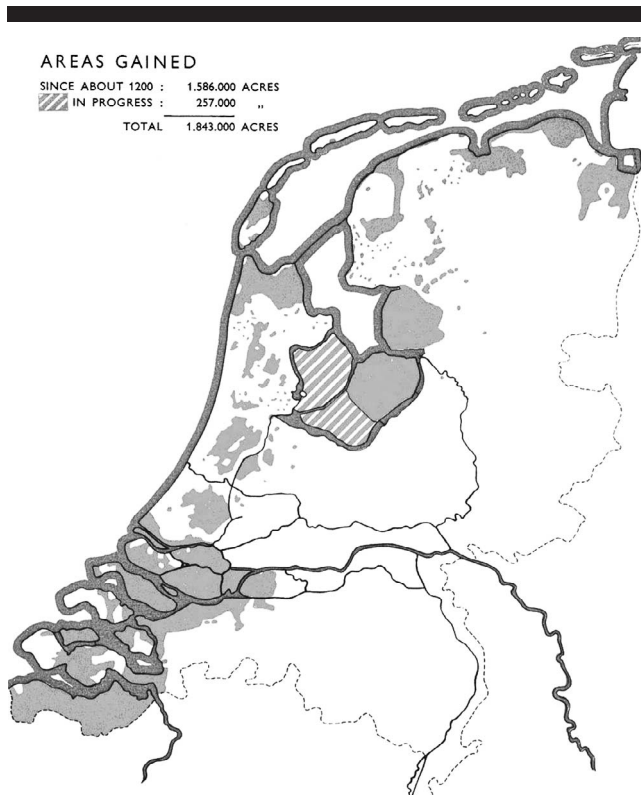 AREAS GAINED
SINCE ABOUT 1200 : 1.586.000 ACRES
IN PROGRESS : 257.000 „
TOTAL 1.843.000 ACRES